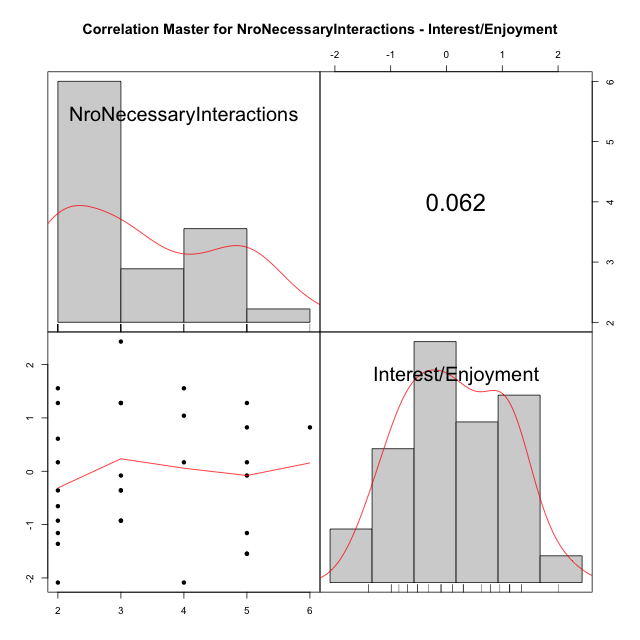 Correlation Master for NroNecessaryInteractions - Interest/Enjoyment
-2 -1 0 1 2
NroNecessaryInteractions
0.062
6
5
4
3
2
Interest/Enjoyment
2
1
0
-1
-2
2 3 4 5 6